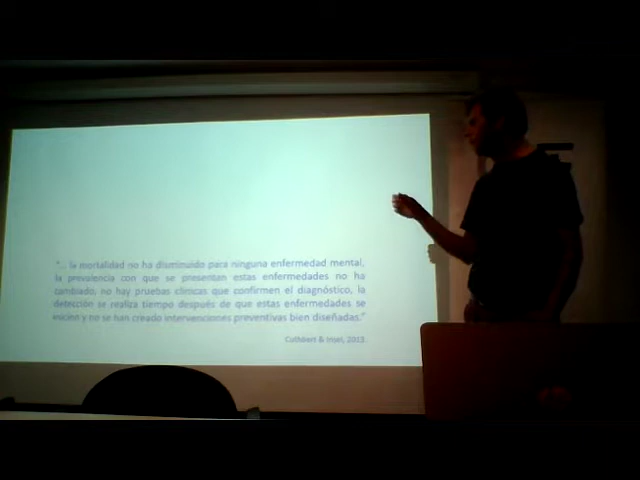 "... la mortalidad no ha disminuido para ninguna enfermedad mental,
la prevalencia con que se presentan estas enfermedades no ha
cambiado, no hay pruebas clínicas que confirmen el diagnóstico, la
detección se realiza tiempo después de que estas enfermedades se
inicien y no se han creado intervenciones preventivas bien diseñadas."
Cuthbert & Insel, 2013.